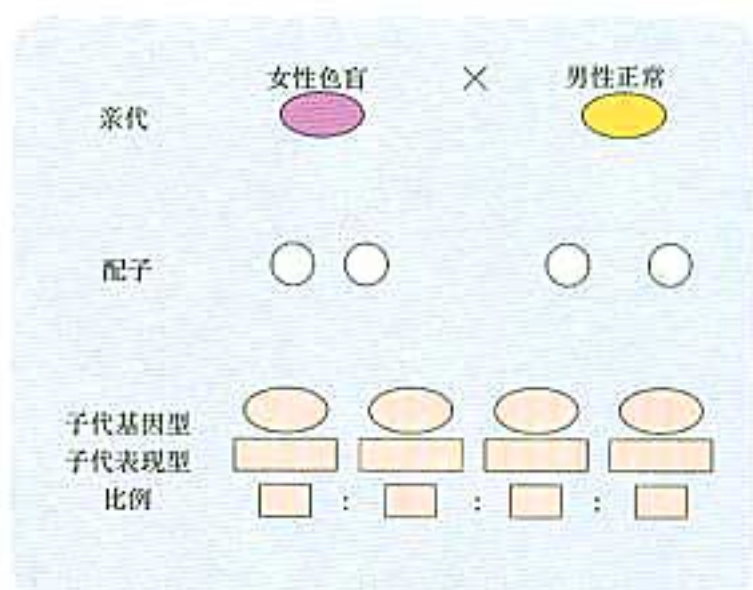 女性色盲 × 男性正常
亲代
配子
子代基因型
子代表现型
比例 : : :